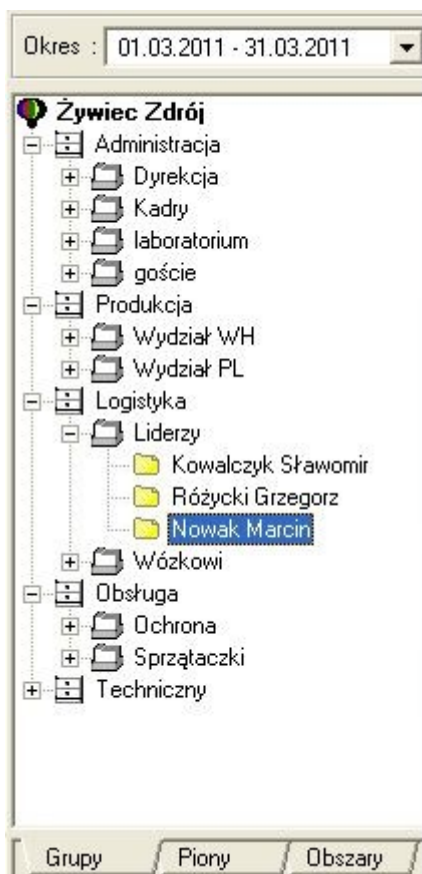 Okres : 01.03.2011 - 31.03.2011
Żywiec Zdrój
Administracja
Dyrekcja
Kadry
laboratorium
goście
Produkcja
Wydział WH
Wydział PL
Logistyka
Liderzy
Kowalczyk Sławomir
Różycki Grzegorz
Nowak Marcin
Wózkowi
Obsługa
Ochrona
Sprzątaczki
Techniczny
Grupy Piony Obszary